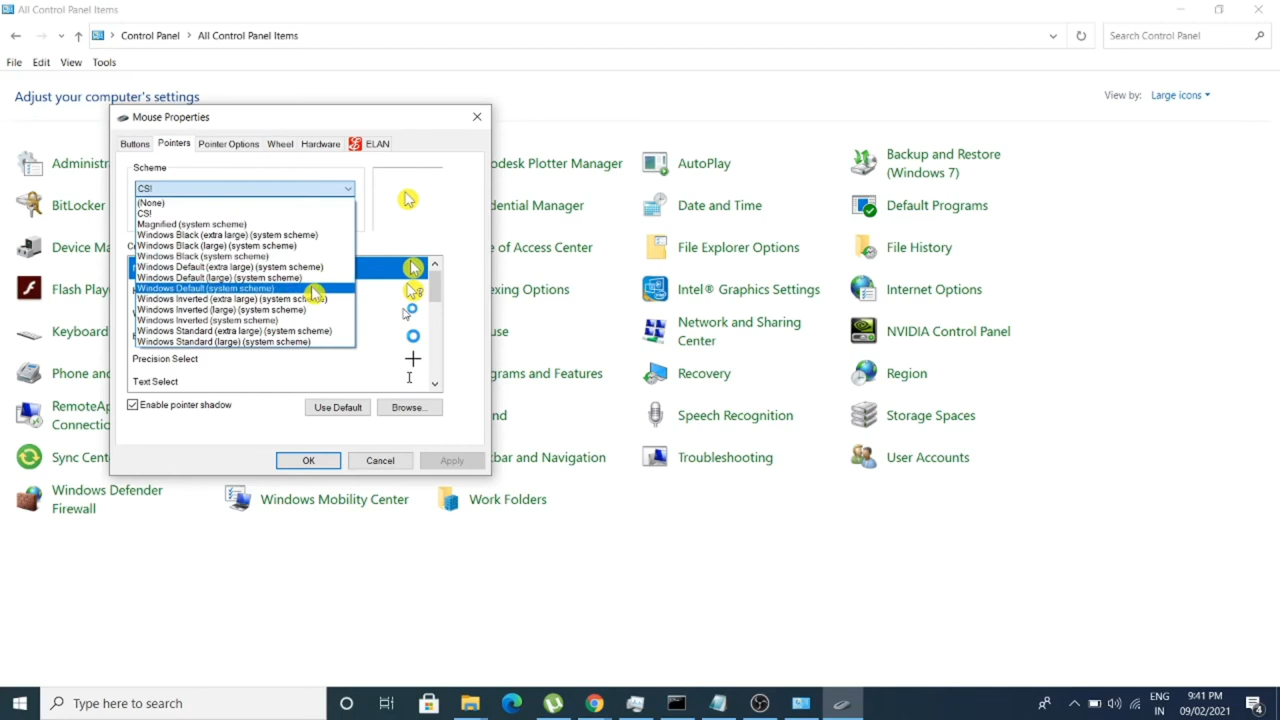 All Control Panel Items
Control Panel > All Control Panel Items
Search Control Panel
File Edit View Tools
Adjust your computer's settings
View by: Large icons
Mouse Properties
Buttons Pointers Pointer Options Wheel Hardware ELAN
Scheme
CS!
(None)
CS!
Magnified (system scheme)
Windows Black (extra large) (system scheme)
Windows Black (large) (system scheme)
Windows Black (system scheme)
Windows Default (extra large) (system scheme)
Windows Default (large) (system scheme)
Windows Default (system scheme)
Windows Inverted (extra large) (system scheme)
Windows Inverted (large) (system scheme)
Windows Inverted (system scheme)
Windows Standard (extra large) (system scheme)
Windows Standard (large) (system scheme)
Precision Select
Text Select
Enable pointer shadow
Use Default
Browse...
OK
Cancel
Apply
Administr
odesk Plotter Manager
AutoPlay
Backup and Restore
(Windows 7)
BitLocker
dential Manager
Date and Time
Default Programs
Device Ma
e of Access Center
File Explorer Options
File History
Flash Play
exing Options
Intel® Graphics Settings
Internet Options
Keyboard
use
Network and Sharing
Center
NVIDIA Control Panel
Phone and
grams and Features
Recovery
Region
RemoteAp
Connectio
nd
Speech Recognition
Storage Spaces
Sync Cent
kbar and Navigation
Troubleshooting
User Accounts
Windows Defender
Firewall
Windows Mobility Center
Work Folders
Type here to search
ENG
IN
9:41 PM
09/02/2021
4